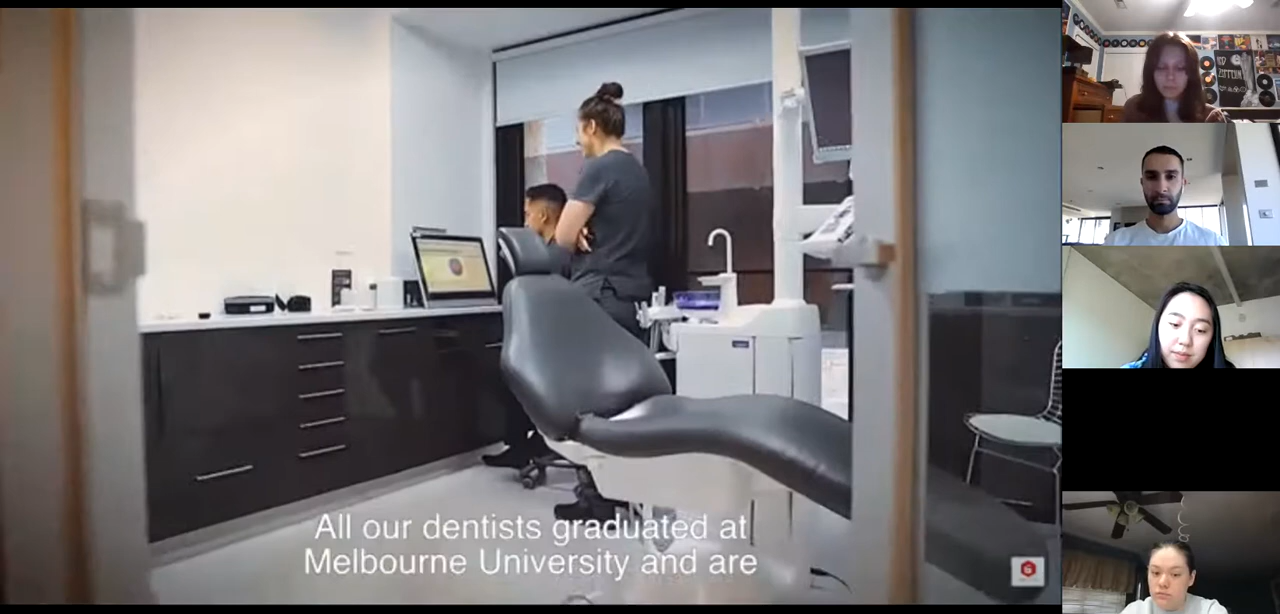 All our dentists graduated at
Melbourne University and are